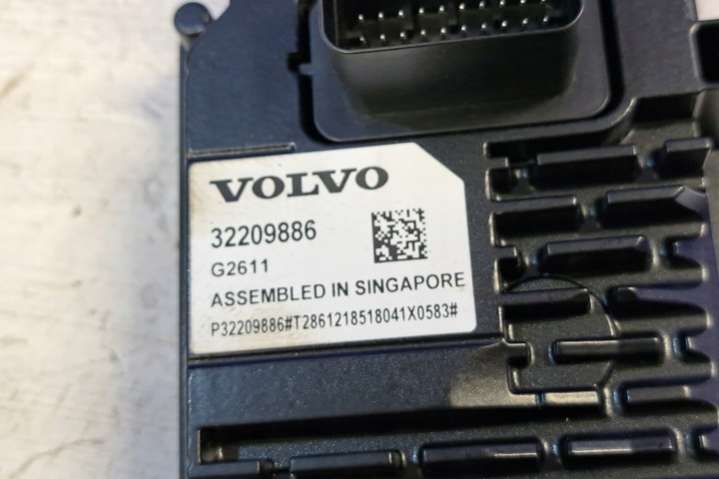 VOLVO
32209886
G2611
ASSEMBLED IN SINGAPORE
P32209886#T2861218518041X0583#